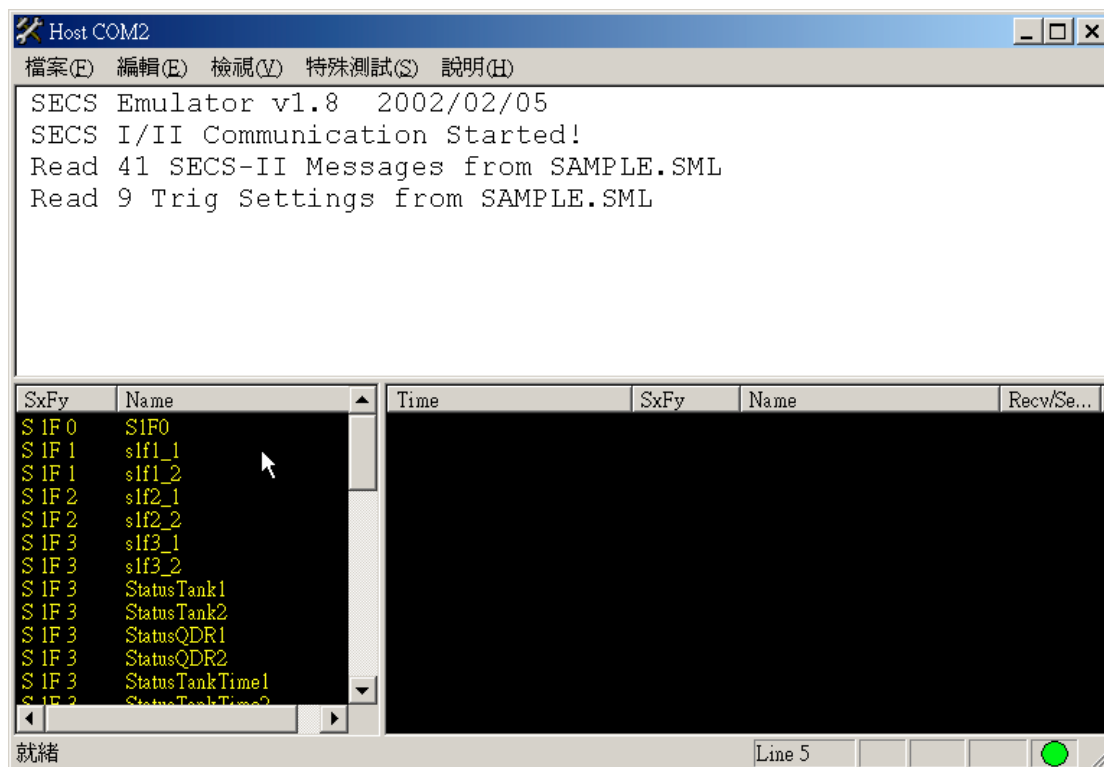 Host COM2
檔案(F) 編輯(E) 檢視(V) 特殊測試(S) 說明(H)
SECS Emulator v1.8 2002/02/05
SECS I/II Communication Started!
Read 41 SECS-II Messages from SAMPLE.SML
Read 9 Trig Settings from SAMPLE.SML
SxFy Name
S 1F 0 S1F0
S 1F 1 s1f1_1
S 1F 1 s1f1_2
S 1F 2 s1f2_1
S 1F 2 s1f2_2
S 1F 3 s1f3_1
S 1F 3 s1f3_2
S 1F 3 StatusTank1
S 1F 3 StatusTank2
S 1F 3 StatusQDR1
S 1F 3 StatusQDR2
S 1F 3 StatusTankTime1
S 1F 3 StatusTankTime2
Time SxFy Name Recv/Se...
就緒 Line 5